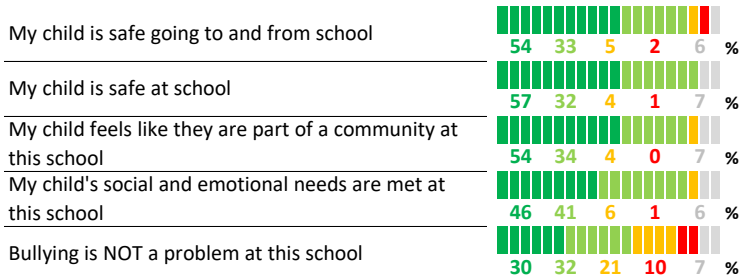 My child is safe going to and from school
54 33 5 2 6 %
My child is safe at school
57 32 4 1 7 %
My child feels like they are part of a community at
this school
54 34 4 0 7 %
My child's social and emotional needs are met at
this school
46 41 6 1 6 %
Bullying is NOT a problem at this school
30 32 21 10 7 %